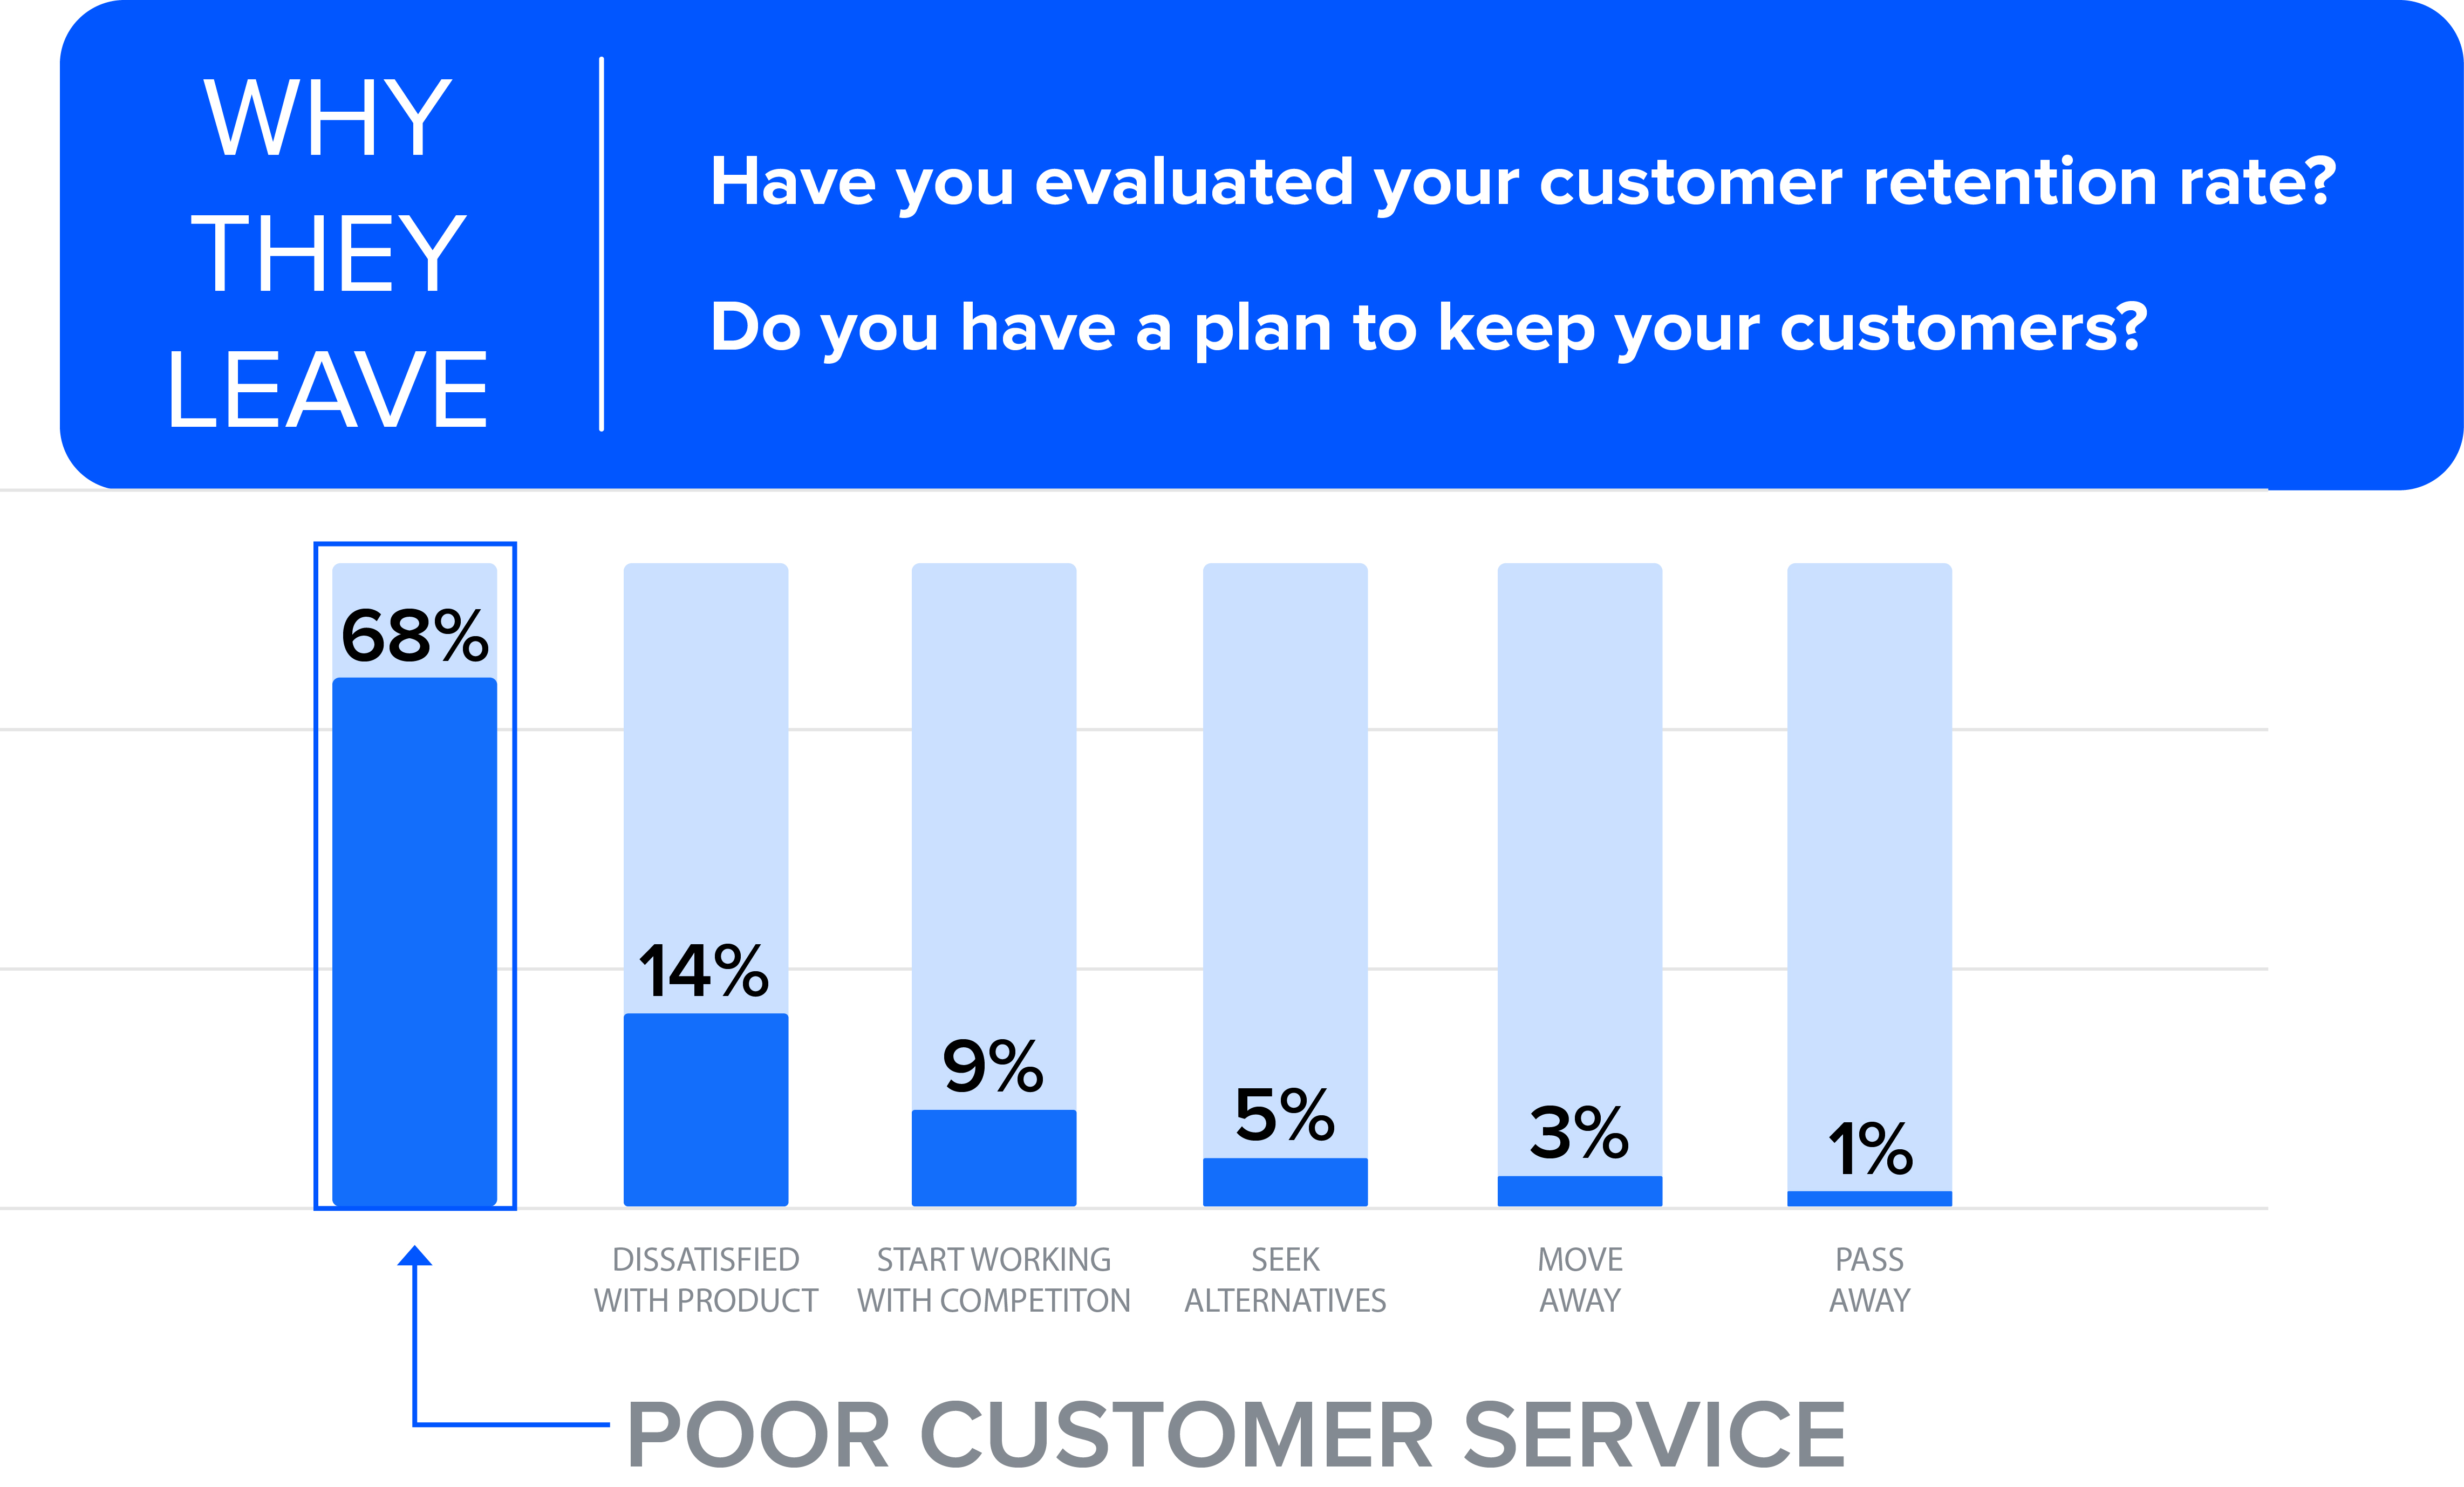 WHY
THEY
LEAVE
Have you evaluated your customer retention rate?
Do you have a plan to keep your customers?
68%
14%
9%
5%
3%
1%
DISSATISFIED
WITH PRODUCT
START WORKING
WITH COMPETITON
SEEK
ALTERNATIVES
MOVE
AWAY
PASS
AWAY
POOR CUSTOMER SERVICE